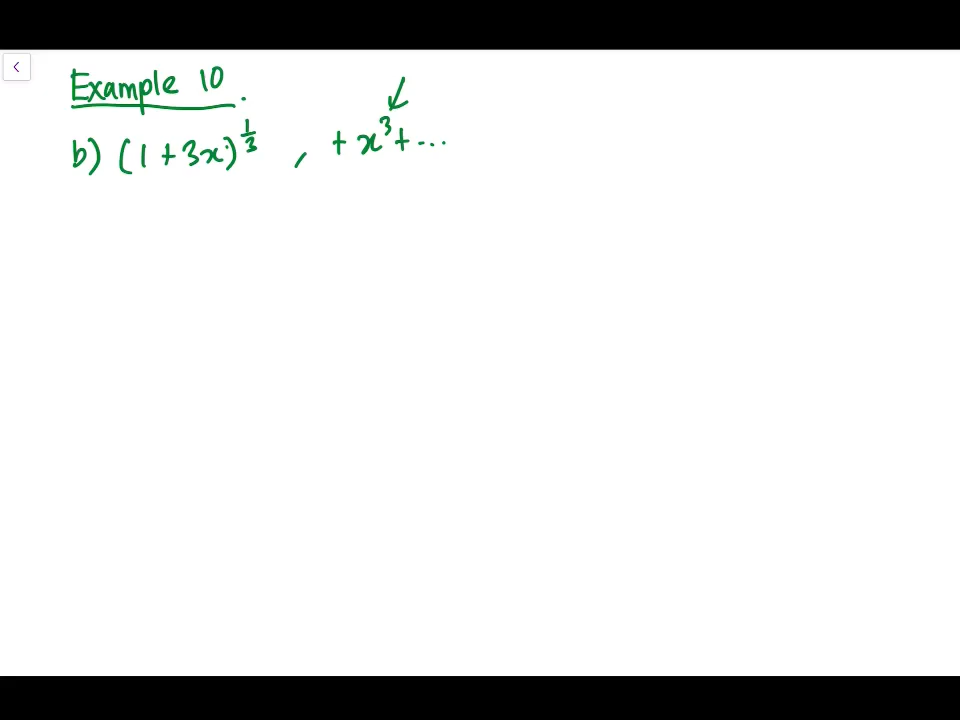 Example 10.
b) (1 + 3x)^{1/3} , + x³ + ...